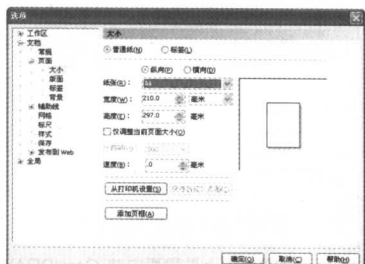 选项
工作区
文档
常规
页面
大小
版面
标签
背景
辅助线
网格
标尺
样式
保存
发布到 Web
全局
大小
普通纸(N) 标签(L)
纵向(P) 横向(D)
纸张(R):
宽度(W): 210.0 毫米
高度(E): 297.0 毫米
仅调整当前页面大小(O)
.0 毫米
从打印机设置(S)
添加页框(A)
确定(O) 取消(C) 帮助(H)